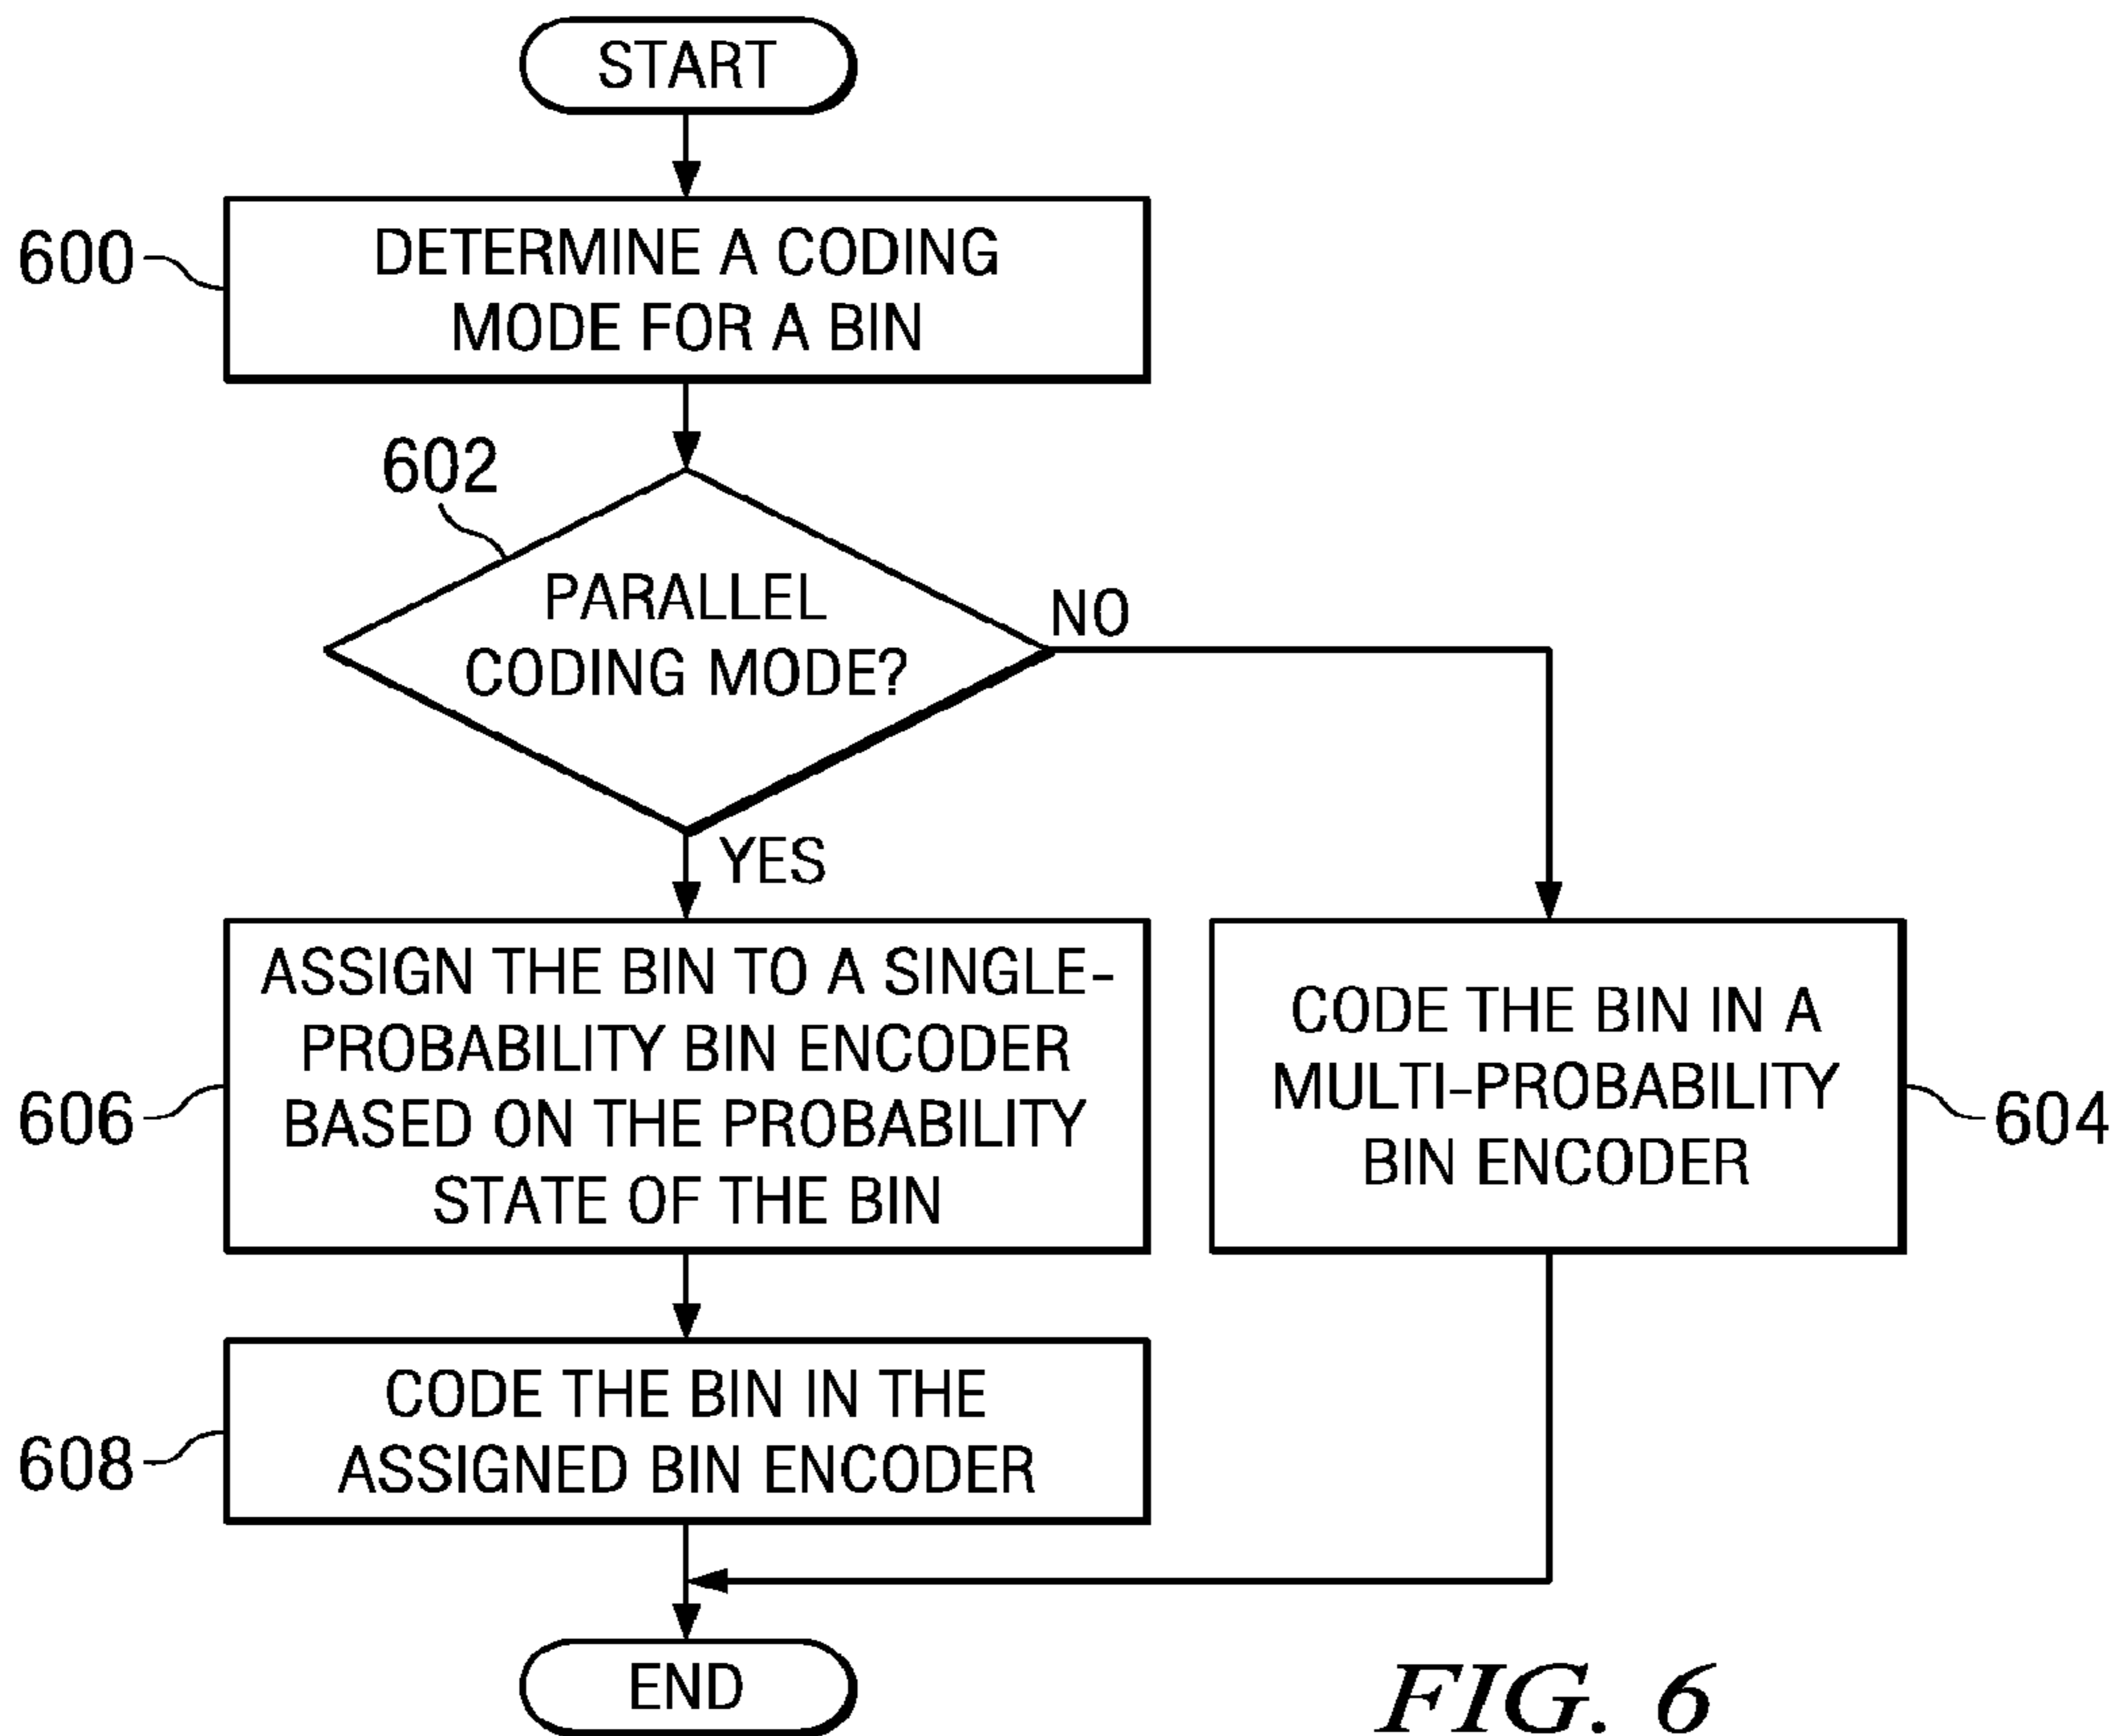 START
600
DETERMINE A CODING
MODE FOR A BIN
602
PARALLEL
CODING MODE?
NO
YES
606
ASSIGN THE BIN TO A SINGLE-
PROBABILITY BIN ENCODER
BASED ON THE PROBABILITY
STATE OF THE BIN
CODE THE BIN IN A
MULTI-PROBABILITY
BIN ENCODER
604
608
CODE THE BIN IN THE
ASSIGNED BIN ENCODER
END
FIG. 6